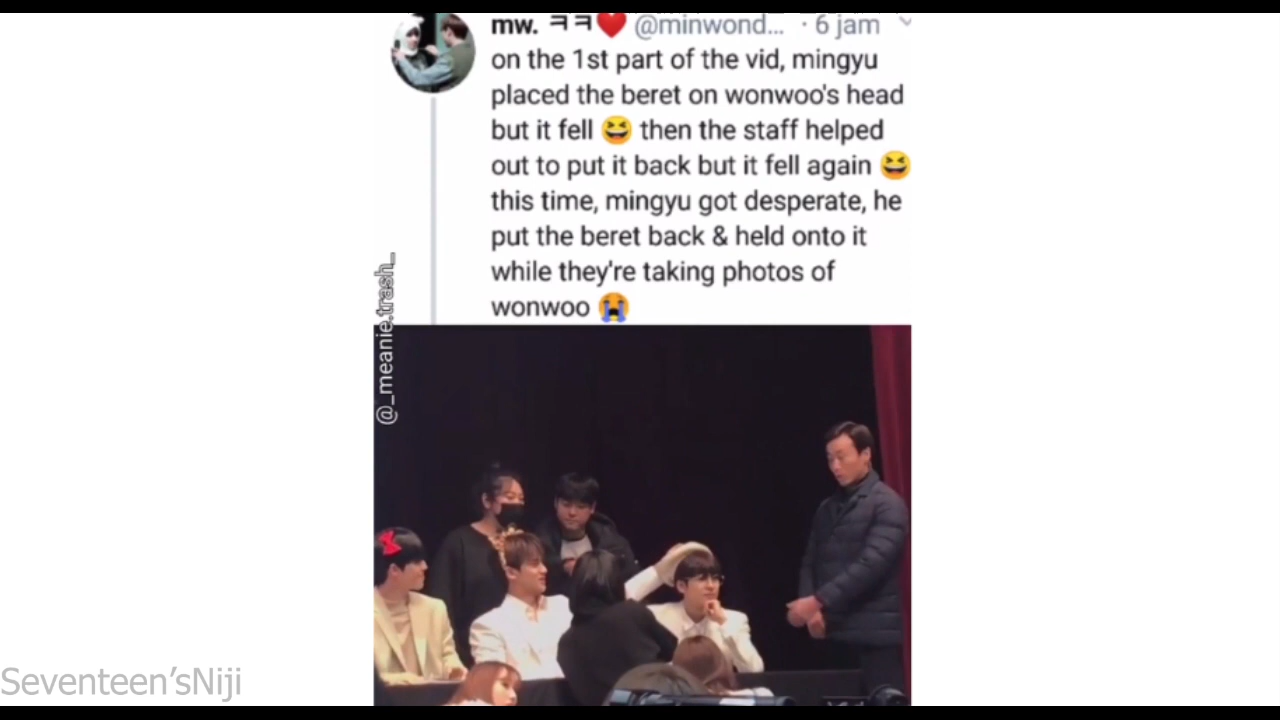 mw. ㅋㅋ❤️ @minwond... · 6 jam
on the 1st part of the vid, mingyu
placed the beret on wonwoo's head
but it fell 😆 then the staff helped
out to put it back but it fell again 😆
this time, mingyu got desperate, he
put the beret back & held onto it
while they're taking photos of
wonwoo 😭
@_meanie.trash_
Seventeen'sNiji